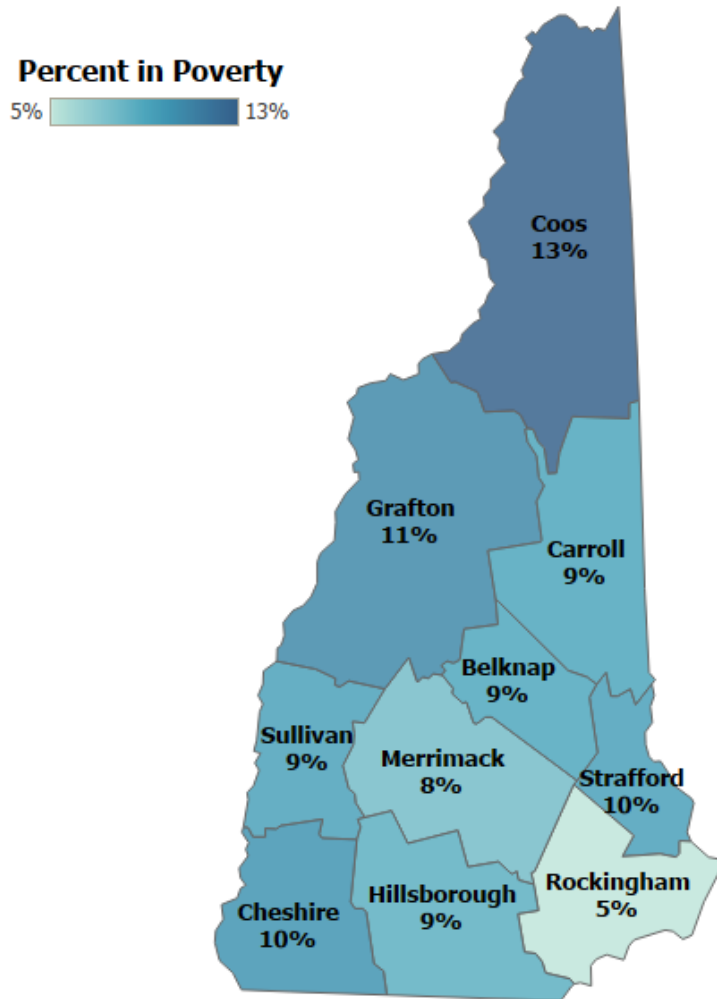 Percent in Poverty
5% 13%
Coos
13%
Grafton
11%
Carroll
9%
Belknap
9%
Sullivan
9%
Merrimack
8%
Strafford
10%
Rockingham
5%
Hillsborough
9%
Cheshire
10%